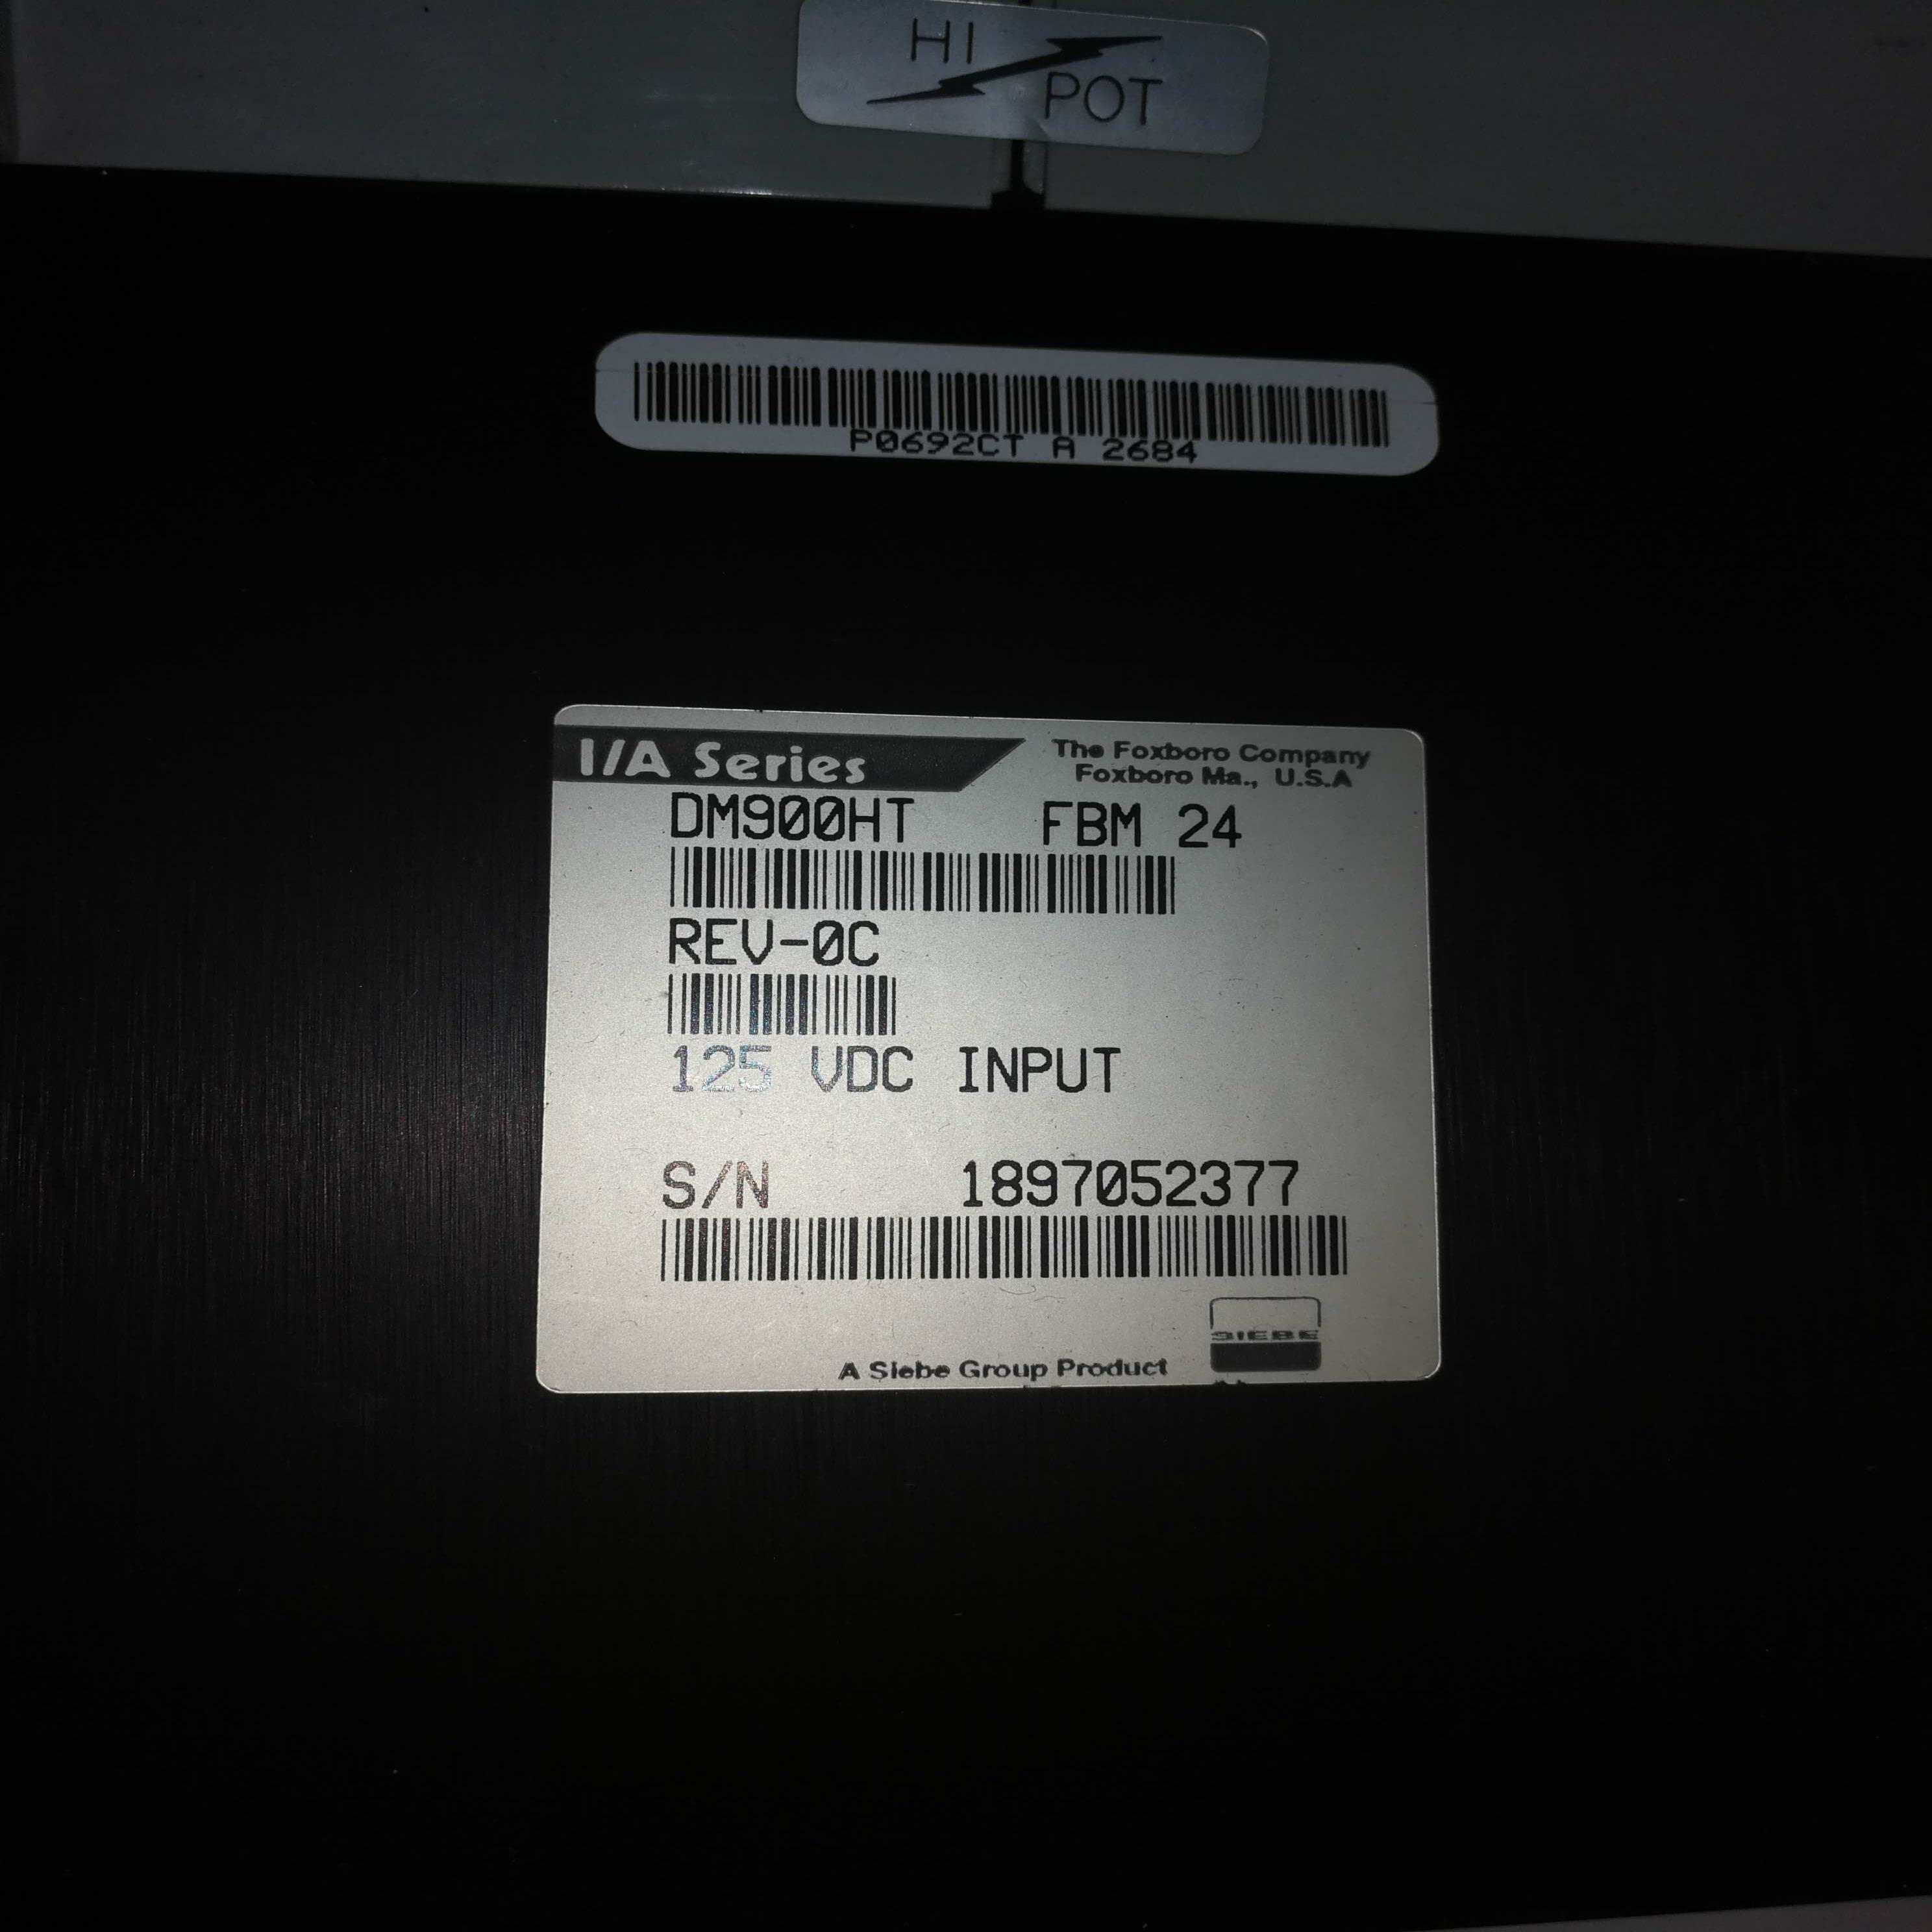 HI
POT
P0692CT A 2684
I/A Series
The Foxboro Company
Foxboro Ma., U.S.A
DM900HT FBM 24
REV-0C
125 VDC INPUT
S/N 1897052377
SIEBE
A Siebe Group Product